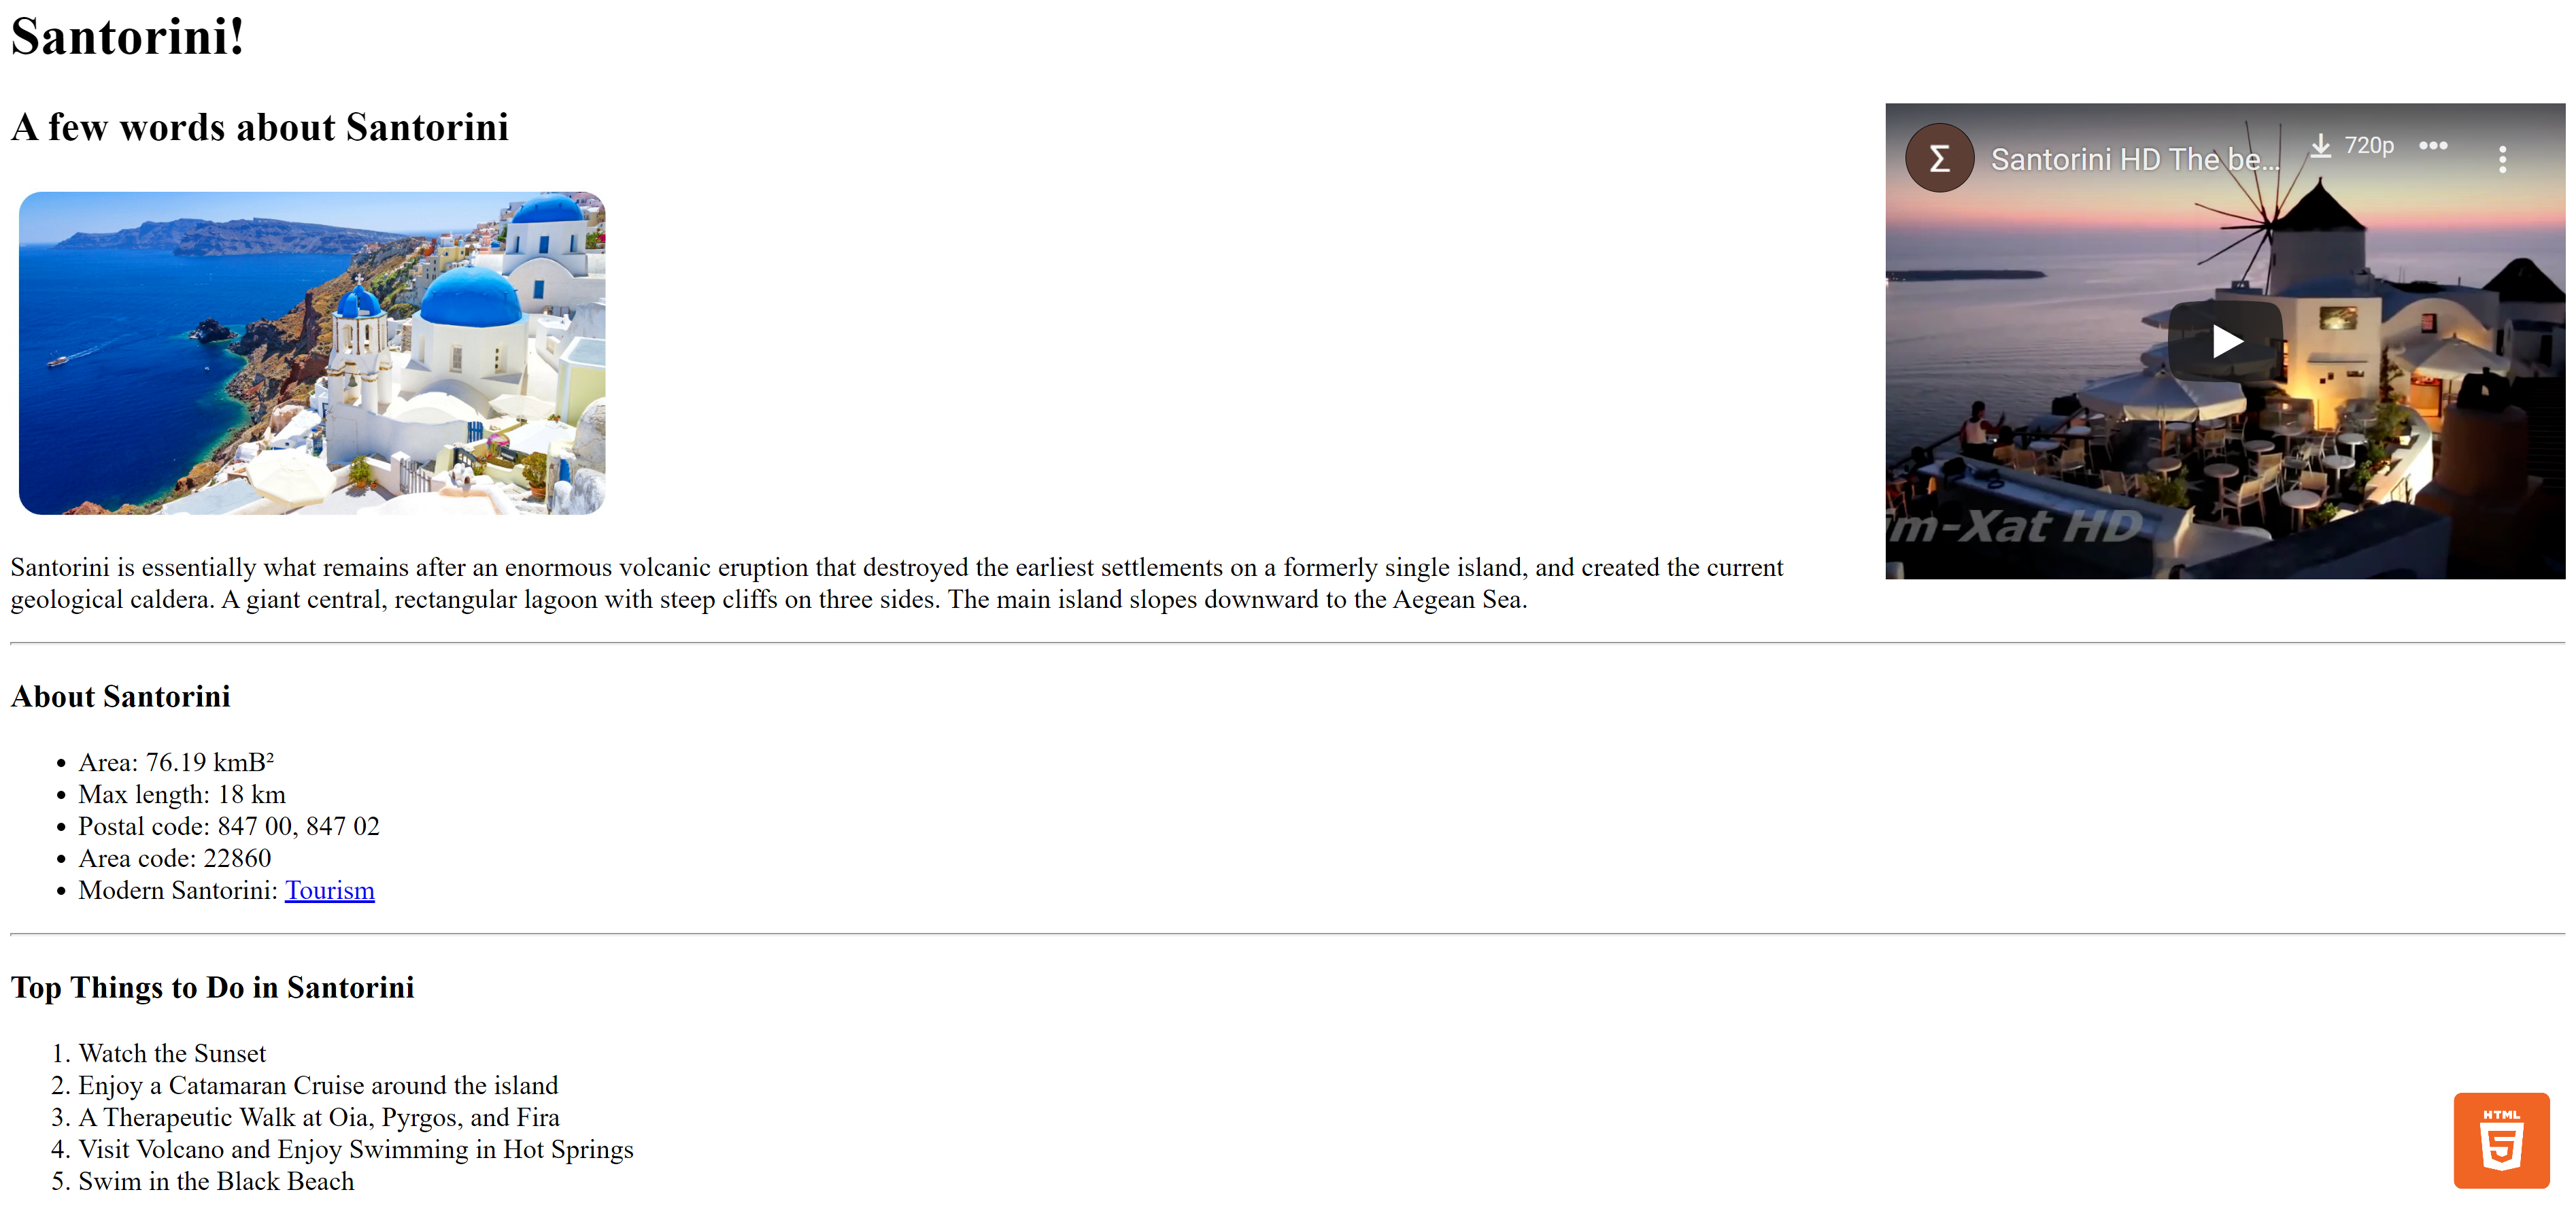 Santorini!
A few words about Santorini
Σ
Santorini HD The be...
720p
im-Xat HD
Santorini is essentially what remains after an enormous volcanic eruption that destroyed the earliest settlements on a formerly single island, and created the current
geological caldera. A giant central, rectangular lagoon with steep cliffs on three sides. The main island slopes downward to the Aegean Sea.
About Santorini
• Area: 76.19 kmB²
• Max length: 18 km
• Postal code: 847 00, 847 02
• Area code: 22860
• Modern Santorini: Tourism
Top Things to Do in Santorini
1. Watch the Sunset
2. Enjoy a Catamaran Cruise around the island
3. A Therapeutic Walk at Oia, Pyrgos, and Fira
4. Visit Volcano and Enjoy Swimming in Hot Springs
5. Swim in the Black Beach
HTML
5